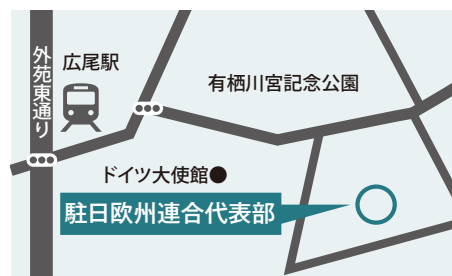 外苑東通り
広尾駅
有栖川宮記念公園
ドイツ大使館
駐日欧州連合代表部